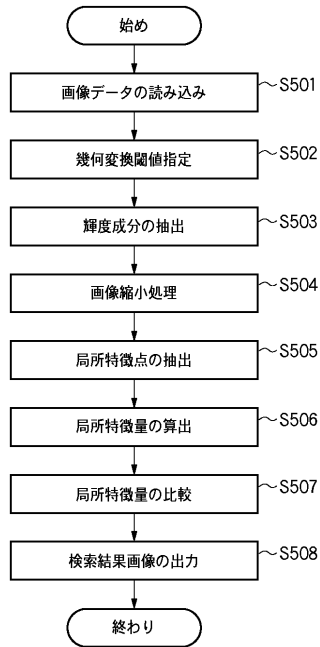 始め
画像データの読み込み S501
幾何変換閾値指定 S502
輝度成分の抽出 S503
画像縮小処理 S504
局所特徴点の抽出 S505
局所特徴量の算出 S506
局所特徴量の比較 S507
検索結果画像の出力 S508
終わり